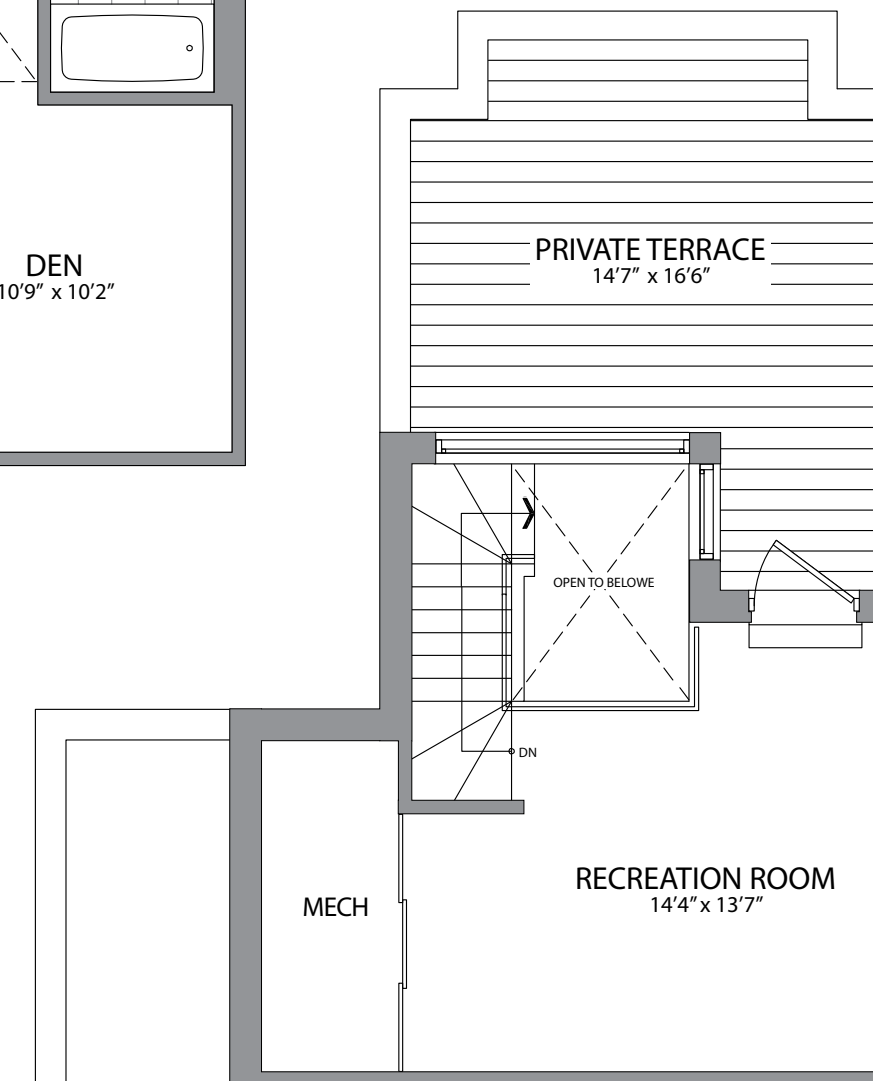 PRIVATE TERRACE
14'7" x 16'6"
DEN
10'9" x 10'2"
OPEN TO BELOWE
DN
RECREATION ROOM
14'4" x 13'7"
MECH